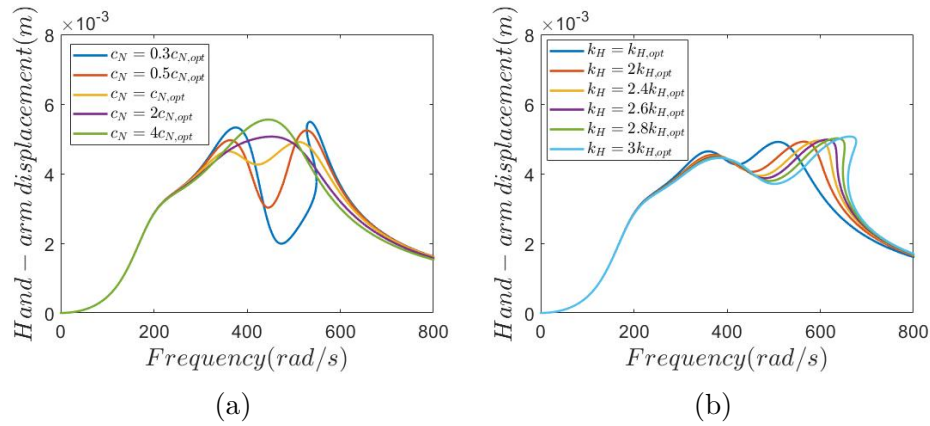 ×10⁻³
8
6
4
2
0
0 200 400 600 800
Hand − arm displacement(m)
Frequency(rad/s)
c_N = 0.3c_{N,opt}
c_N = 0.5c_{N,opt}
c_N = c_{N,opt}
c_N = 2c_{N,opt}
c_N = 4c_{N,opt}
(a)
×10⁻³
8
6
4
2
0
0 200 400 600 800
Hand − arm displacement(m)
Frequency(rad/s)
k_H = k_{H,opt}
k_H = 2k_{H,opt}
k_H = 2.4k_{H,opt}
k_H = 2.6k_{H,opt}
k_H = 2.8k_{H,opt}
k_H = 3k_{H,opt}
(b)